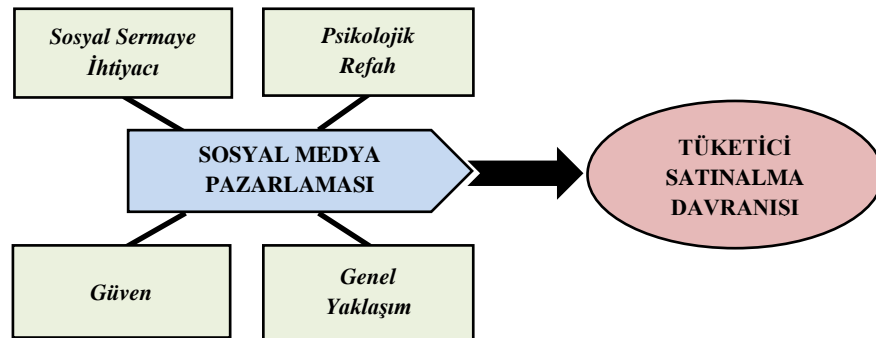 Sosyal Sermaye
İhtiyacı
Psikolojik
Refah
SOSYAL MEDYA
PAZARLAMASI
TÜKETİCİ
SATINALMA
DAVRANISI
Güven
Genel
Yaklaşım